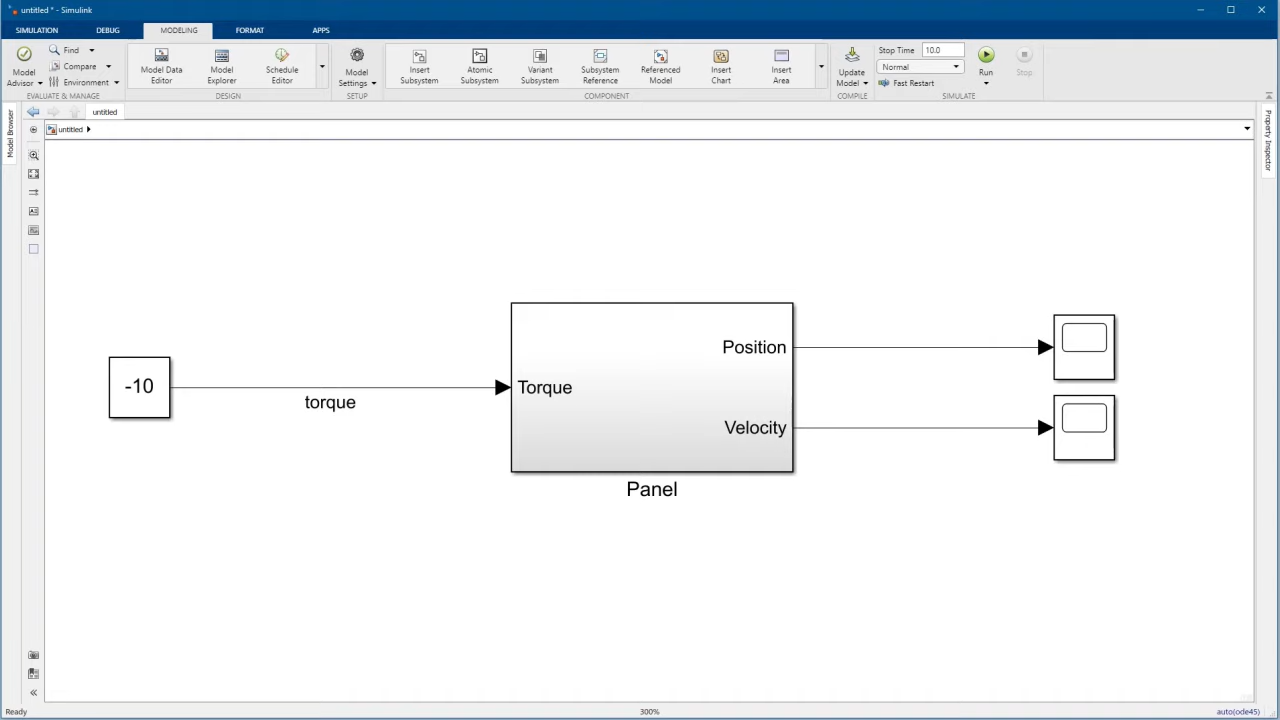 untitled * - Simulink
SIMULATION DEBUG MODELING FORMAT APPS
Model Advisor
Find
Compare
Environment
EVALUATE & MANAGE
Model Data Editor
Model Explorer
Schedule Editor
DESIGN
Model Settings
SETUP
Insert Subsystem
Atomic Subsystem
Variant Subsystem
Subsystem Reference
Referenced Model
Insert Chart
Insert Area
COMPONENT
Update Model
COMPILE
Stop Time 10.0
Normal
Fast Restart
Run
Stop
SIMULATE
Model Browser
untitled
untitled
Property Inspector
-10
torque
Torque
Position
Velocity
Panel
Ready
300%
auto(ode45)